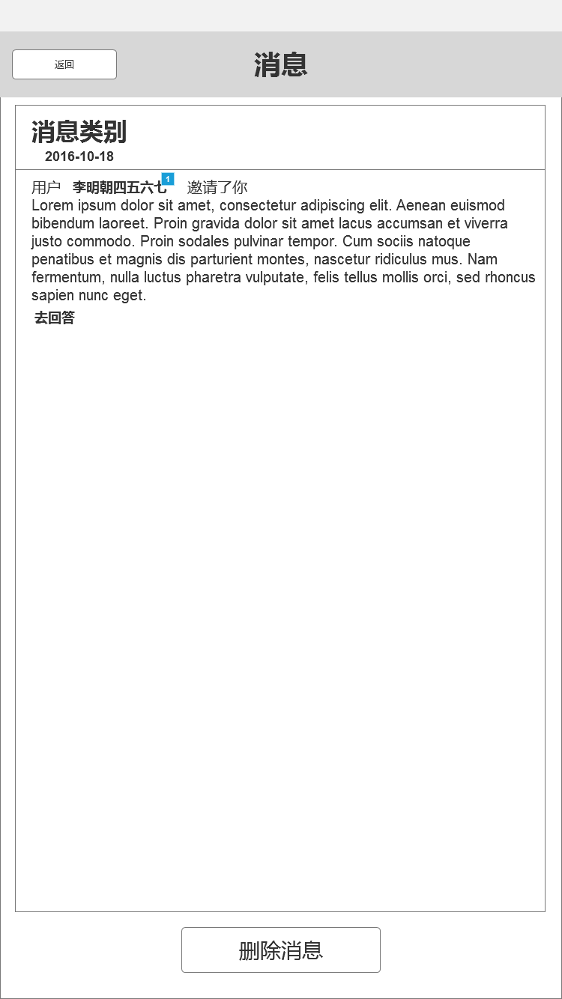 返回
消息
消息类别
2016-10-18
用户 李明朝四五六七 1 邀请了你
Lorem ipsum dolor sit amet, consectetur adipiscing elit. Aenean euismod
bibendum laoreet. Proin gravida dolor sit amet lacus accumsan et viverra
justo commodo. Proin sodales pulvinar tempor. Cum sociis natoque
penatibus et magnis dis parturient montes, nascetur ridiculus mus. Nam
fermentum, nulla luctus pharetra vulputate, felis tellus mollis orci, sed rhoncus
sapien nunc eget.
去回答
删除消息